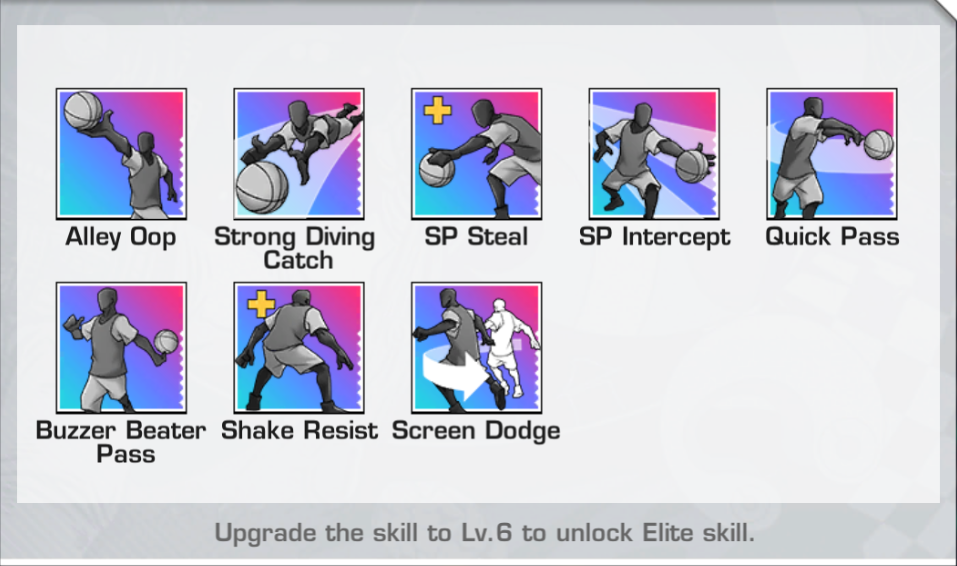 Alley Oop
Strong Diving
Catch
SP Steal
SP Intercept
Quick Pass
Buzzer Beater
Pass
Shake Resist
Screen Dodge
Upgrade the skill to Lv.6 to unlock Elite skill.